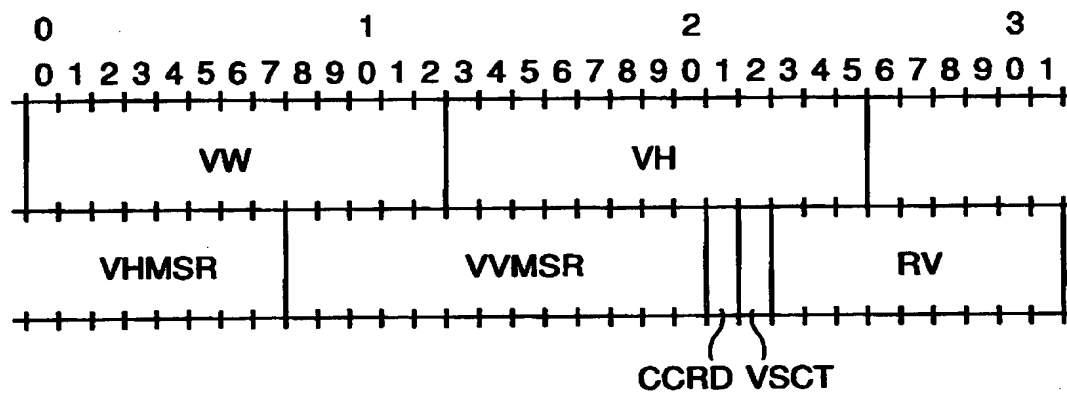 0 1 2 3
0 1 2 3 4 5 6 7 8 9 0 1 2 3 4 5 6 7 8 9 0 1 2 3 4 5 6 7 8 9 0 1
VW VH
VHMSR VVMSR RV
CCRD VSCT